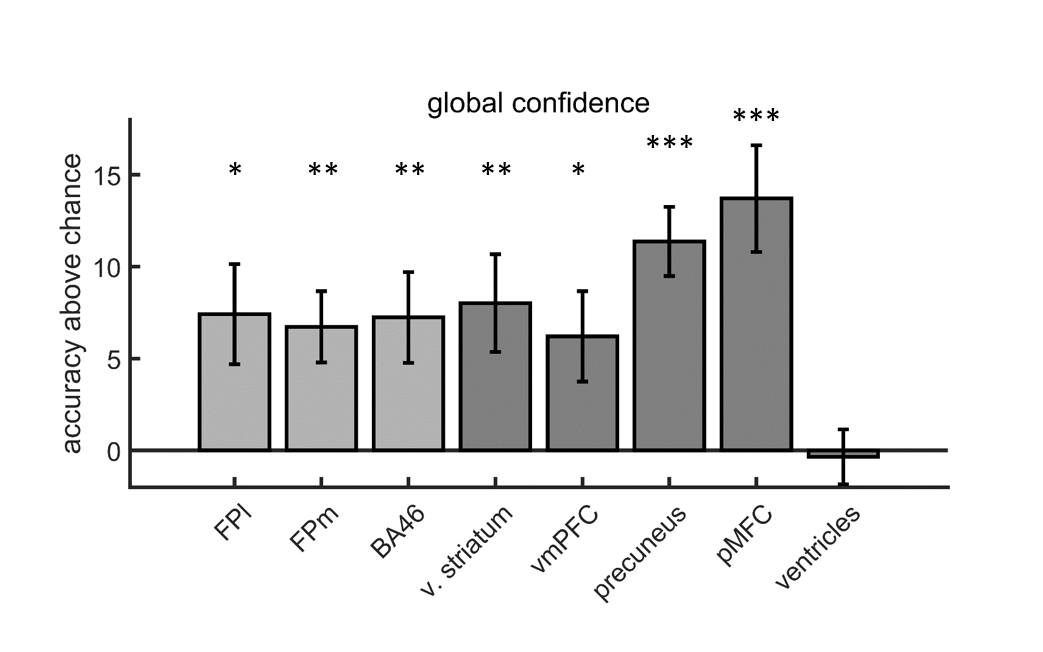 global confidence
***
***
* ** ** ** *
accuracy above chance
15
10
5
0
FPl
FPm
BA46
v. striatum
vmPFC
precuneus
pMFC
ventricles